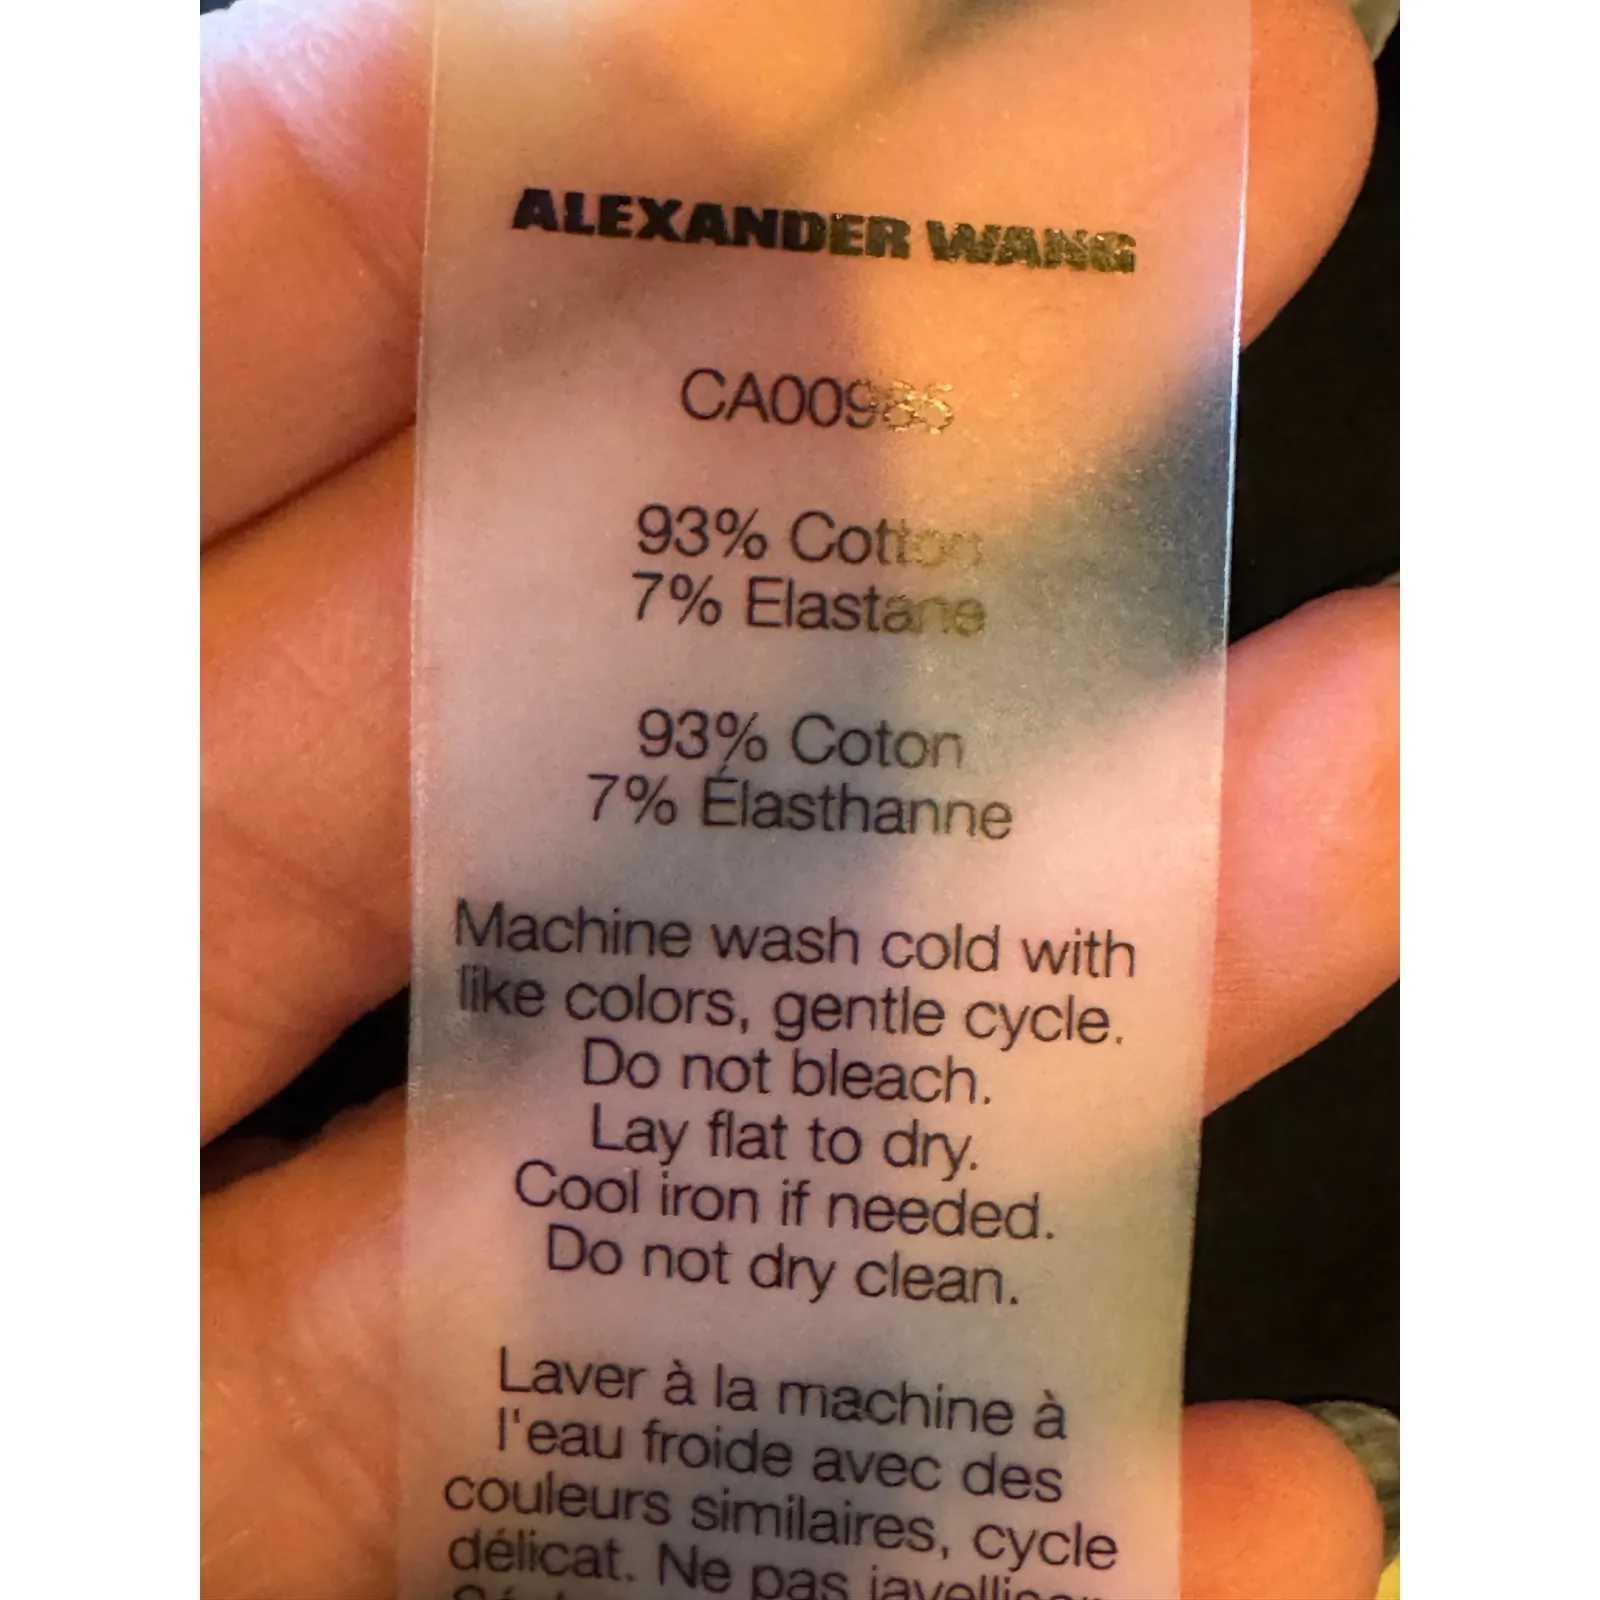 ALEXANDER WANG
CA00985
93% Cotton
7% Elastane
93% Coton
7% Élasthanne
Machine wash cold with
like colors, gentle cycle.
Do not bleach.
Lay flat to dry.
Cool iron if needed.
Do not dry clean.
Laver à la machine à
l'eau froide avec des
couleurs similaires, cycle
délicat. Ne pas